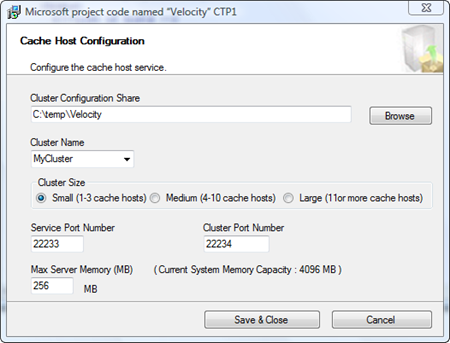 Microsoft project code named "Velocity" CTP1
Cache Host Configuration
Configure the cache host service.
Cluster Configuration Share
C:\temp\Velocity
Browse
Cluster Name
MyCluster
Cluster Size
Small (1-3 cache hosts) Medium (4-10 cache hosts) Large (11or more cache hosts)
Service Port Number Cluster Port Number
22233 22234
Max Server Memory (MB) ( Current System Memory Capacity : 4096 MB )
256 MB
Save & Close Cancel